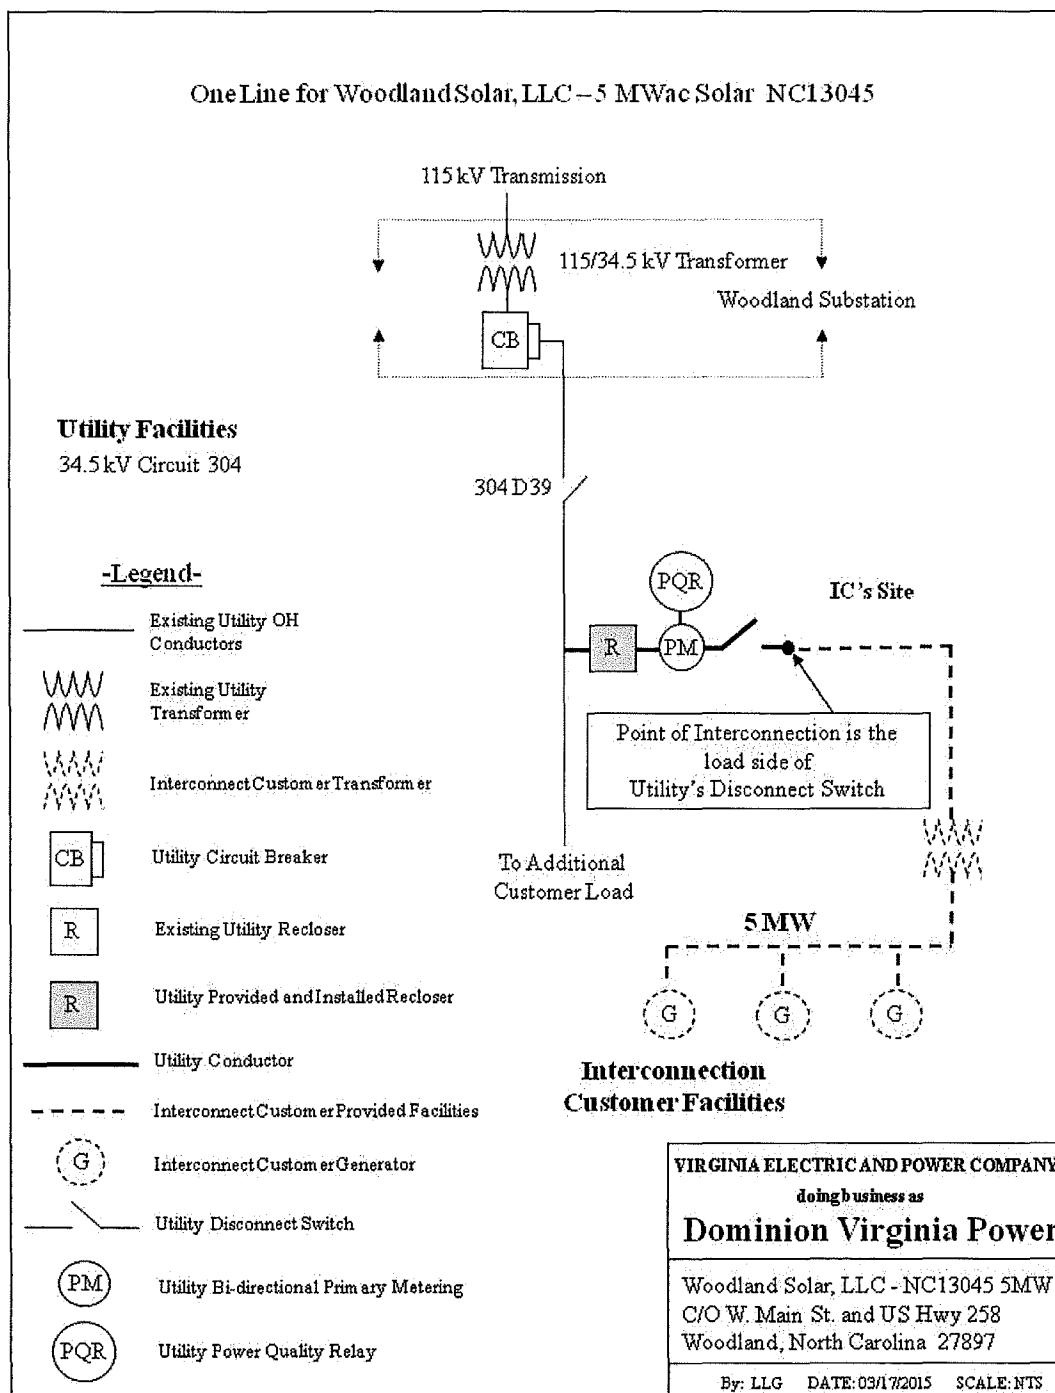 One Line for Woodland Solar, LLC – 5 MWac Solar NC13045
115 kV Transmission
115/34.5 kV Transformer
Woodland Substation
CB
Utility Facilities
34.5 kV Circuit 304
304D39
-Legend-
Existing Utility OH
Conductors
Existing Utility
Transformer
Interconnect Customer Transformer
CB
Utility Circuit Breaker
R
Existing Utility Recloser
R
Utility Provided and Installed Recloser
Utility Conductor
Interconnect Customer Provided Facilities
G
Interconnect Customer Generator
Utility Disconnect Switch
PM
Utility Bi-directional Primary Metering
PQR
Utility Power Quality Relay
PQR
IC's Site
R
PM
Point of Interconnection is the
load side of
Utility's Disconnect Switch
To Additional
Customer Load
5 MW
G
G
G
Interconnection
Customer Facilities
VIRGINIA ELECTRIC AND POWER COMPANY
doing business as
Dominion Virginia Power
Woodland Solar, LLC - NC13045 5MW
C/O W. Main St. and US Hwy 258
Woodland, North Carolina 27897
By: LLG DATE: 03/17/2015 SCALE: NTS